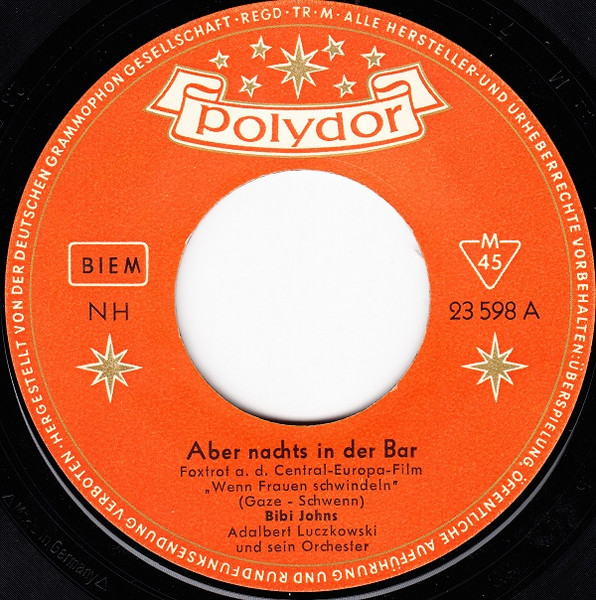 HERGESTELLT VON DER DEUTSCHEN GRAMMOPHON GESELLSCHAFT · REGD · TR · M · ALLE HERSTELLER- UND URHEBERRECHTE VORBEHALTEN: ÜBERSPIELUNG, ÖFFENTLICHE AUFFÜHRUNG UND RUNDFUNKSENDUNG VERBOTEN ·
polydor
BIEM
M
45
NH
23 598 A
Aber nachts in der Bar
Foxtrot a. d. Central-Europa-Film
„Wenn Frauen schwindeln"
(Gaze - Schwenn)
Bibi Johns
Adalbert Luczkowski
und sein Orchester
Germany